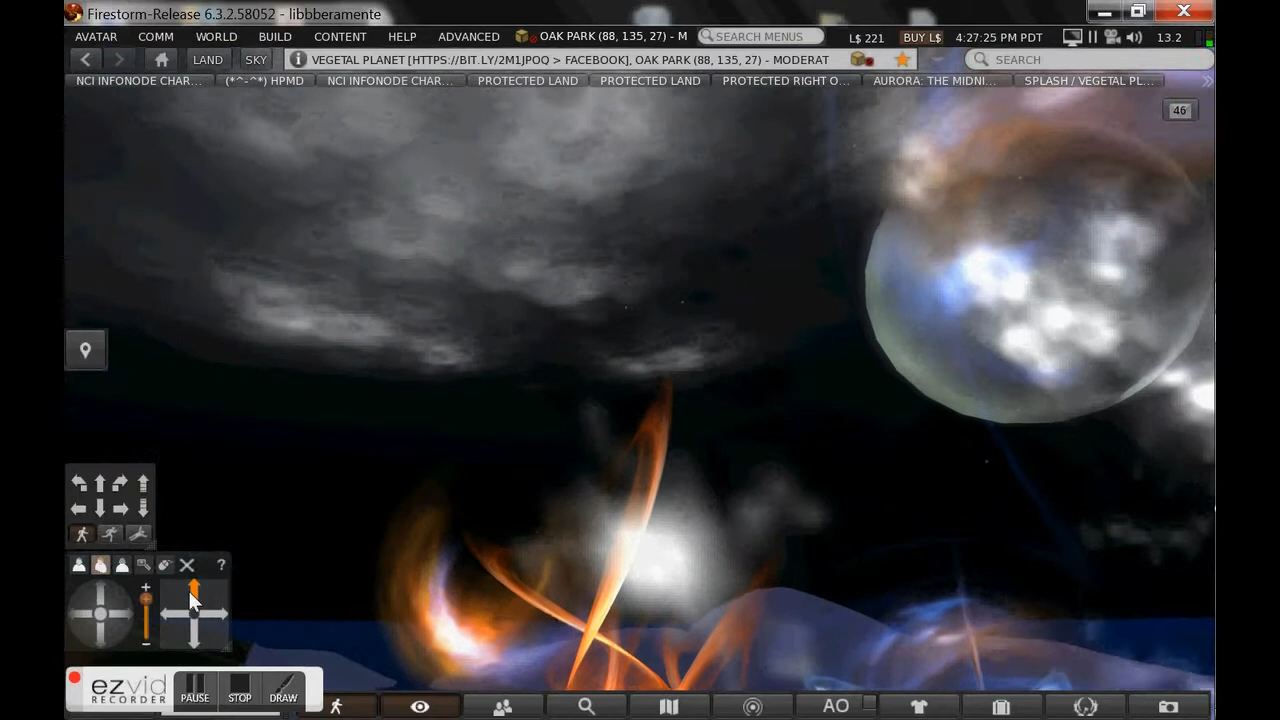 Firestorm-Release 6.3.2.58052 - libbberamente
AVATAR COMM WORLD BUILD CONTENT HELP ADVANCED OAK PARK (88, 135, 27) - M SEARCH MENUS L$ 221 BUY L$ 4:27:25 PM PDT 13.2
LAND SKY VEGETAL PLANET [HTTPS://BIT.LY/2N1JPOQ > FACEBOOK], OAK PARK (88, 135, 27) - MODERAT SEARCH
NCI INFONODE CHAR... (*^-^*) HPMD NCI INFONODE CHAR... PROTECTED LAND PROTECTED LAND PROTECTED RIGHT O... AURORA: THE MIDNI... SPLASH / VEGETAL PL...
46
?
ezvid
RECORDER
PAUSE STOP DRAW
AO